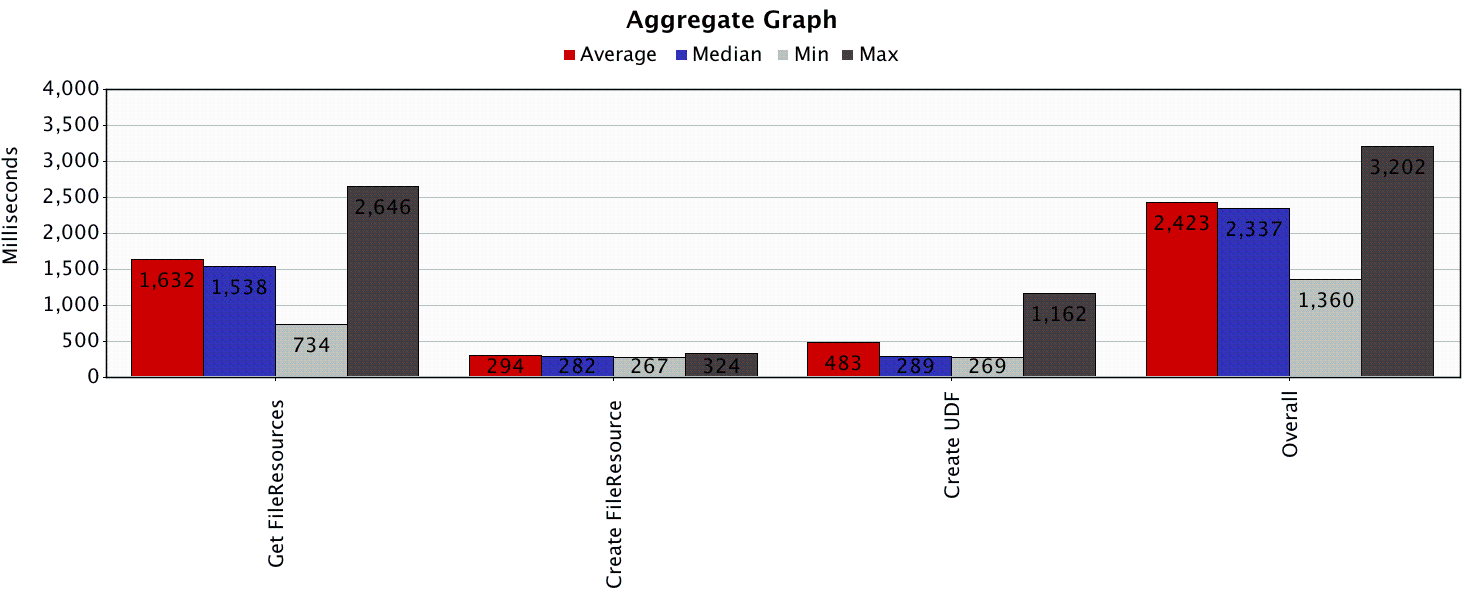 Aggregate Graph
Average Median Min Max
Milliseconds
4,000
3,500
3,000
2,500
2,000
1,500
1,000
500
0
1,632 1,538 734 2,646
294 282 267 324
483 289 269 1,162
2,423 2,337 1,360 3,202
Get FileResources
Create FileResource
Create UDF
Overall